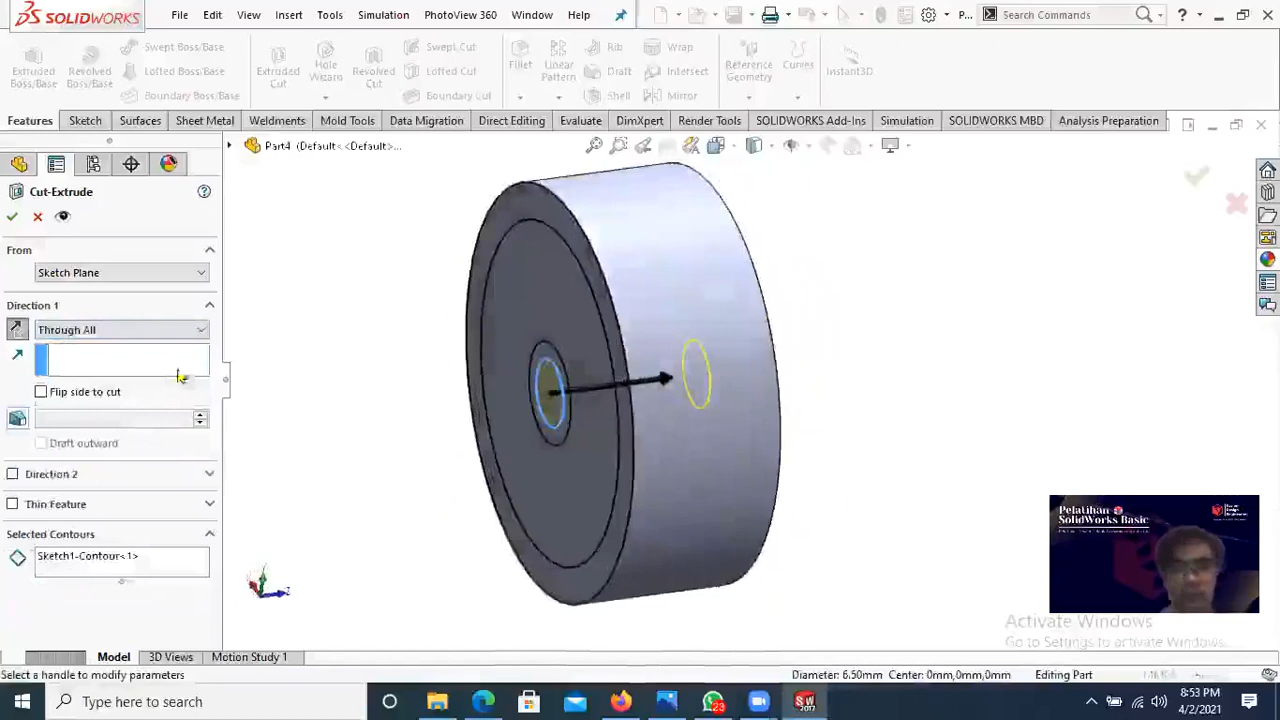 SOLIDWORKS File Edit View Insert Tools Simulation PhotoView 360 Window Help P... Search Commands
Extruded Boss/Base
Revolved Boss/Base
Swept Boss/Base
Lofted Boss/Base
Boundary Boss/Base
Extruded Cut
Hole Wizard
Revolved Cut
Swept Cut
Lofted Cut
Boundary Cut
Fillet
Linear Pattern
Rib
Draft
Shell
Wrap
Intersect
Mirror
Reference Geometry
Curves
Instant3D
Features Sketch Surfaces Sheet Metal Weldments Mold Tools Data Migration Direct Editing Evaluate DimXpert Render Tools SOLIDWORKS Add-Ins Simulation SOLIDWORKS MBD Analysis Preparation
Part4 (Default<<Default>...
Cut-Extrude
From
Sketch Plane
Direction 1
Through All
Flip side to cut
Draft outward
Direction 2
Thin Feature
Selected Contours
Sketch1-Contour<1>
Pelatihan
SolidWorks Basic
Activate Windows
Go to Settings to activate Windows.
Model 3D Views Motion Study 1
Select a handle to modify parameters Diameter: 6.50mm Center: 0mm,0mm,0mm Editing Part
Type here to search
23
SW
2017
8:53 PM
4/2/2021